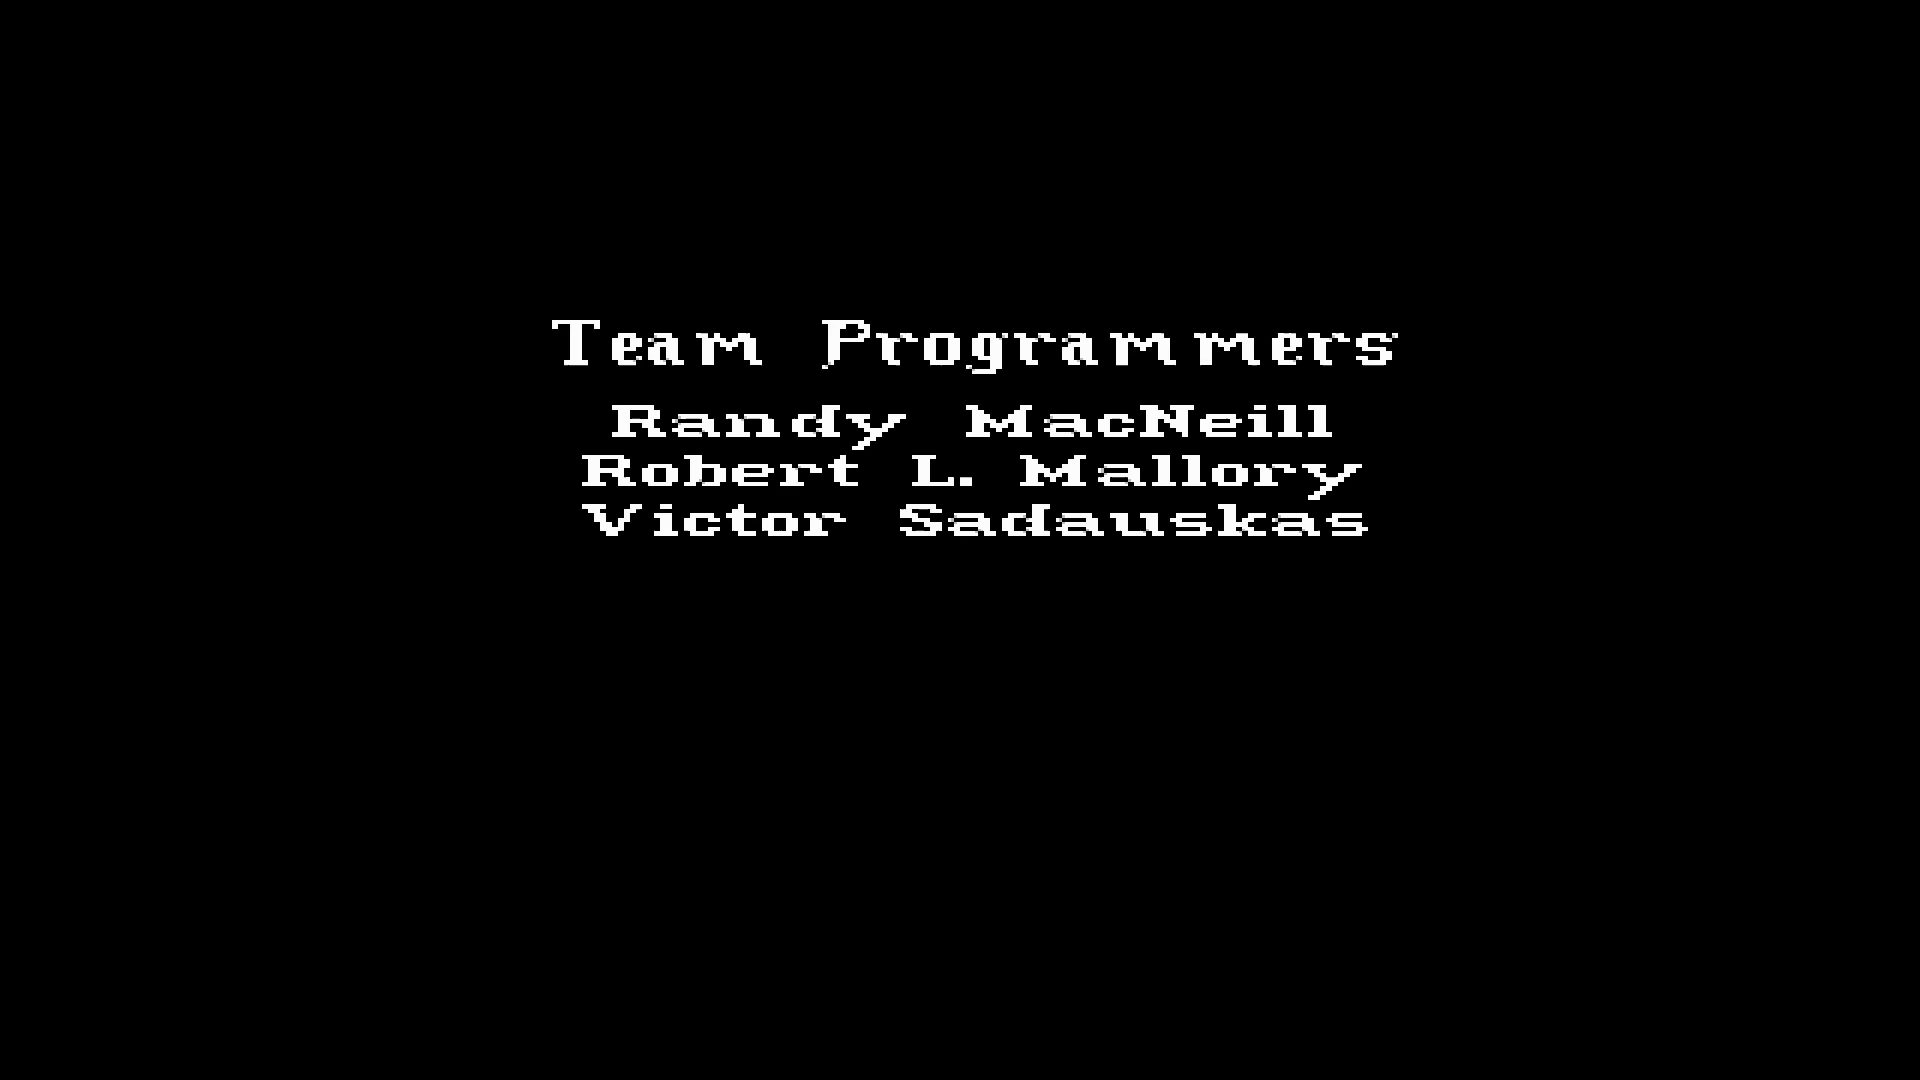 Team Programmers
Randy MacNeill
Robert L. Mallory
Victor Sadauskas